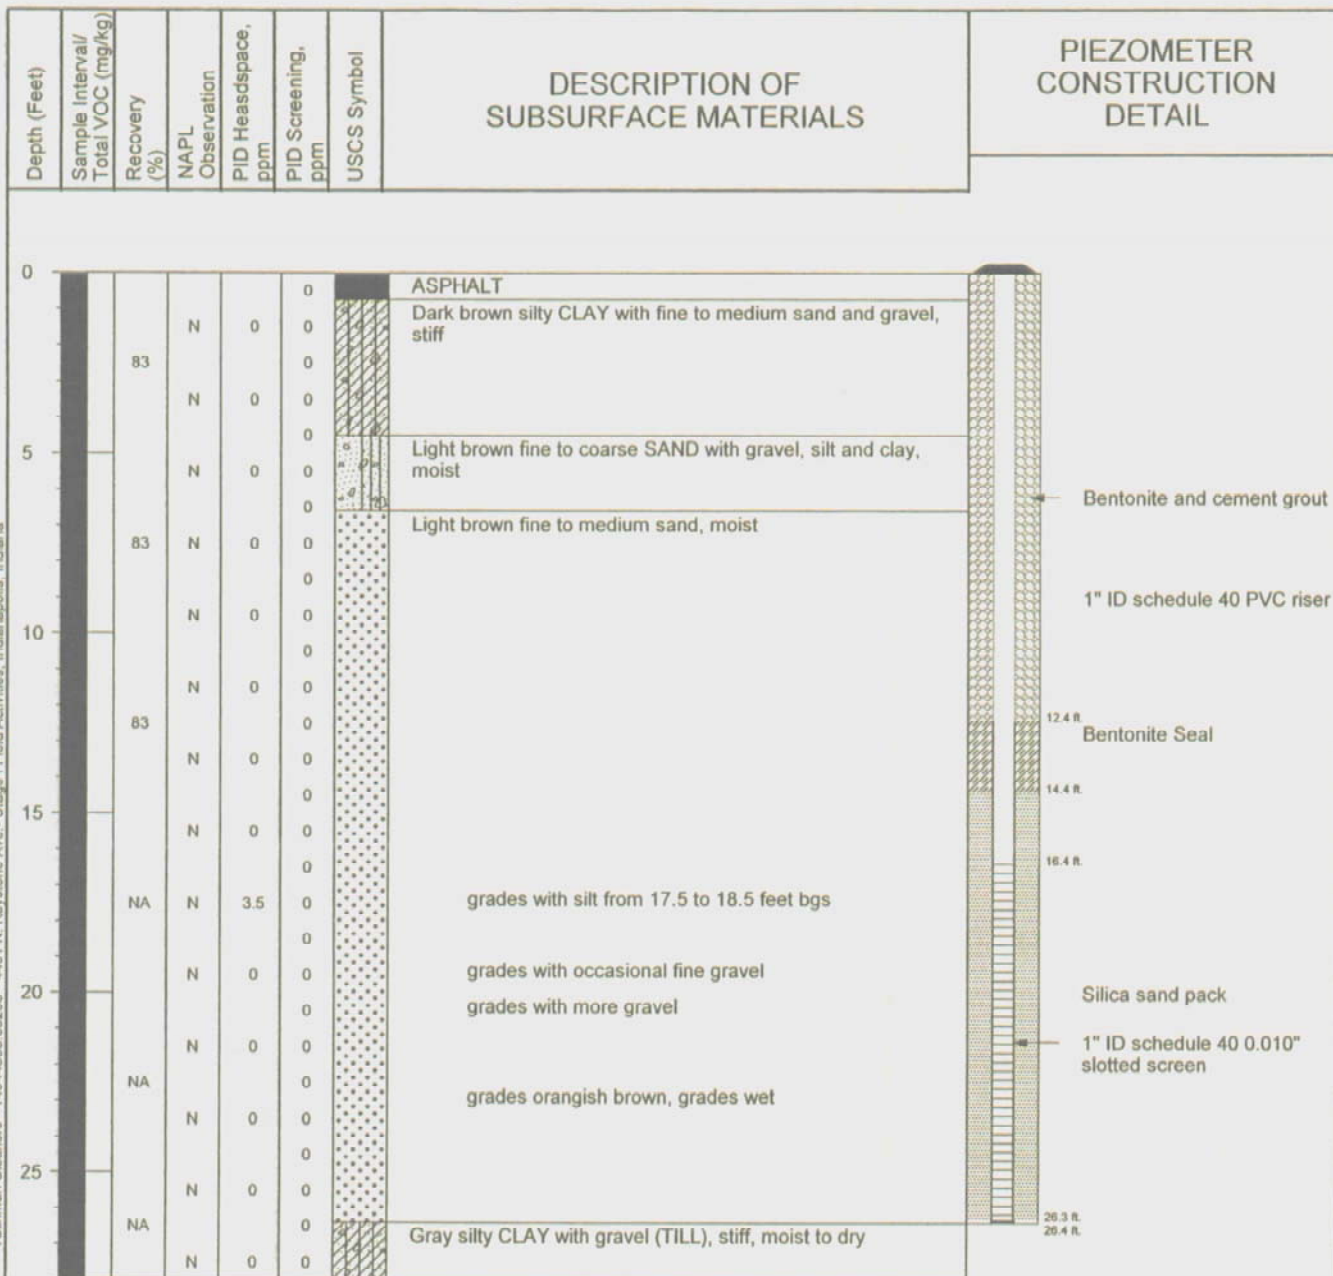 Depth (Feet)
Sample Interval/
Total VOC (mg/kg)
Recovery
(%)
NAPL
Observation
PID Heasdspace,
ppm
PID Screening,
ppm
USCS Symbol
DESCRIPTION OF
SUBSURFACE MATERIALS
PIEZOMETER
CONSTRUCTION
DETAIL
0
0 ASPHALT
Dark brown silty CLAY with fine to medium sand and gravel,
stiff
N 0 0
83 0
N 0 0
0
5
Light brown fine to coarse SAND with gravel, silt and clay,
moist
N 0 0
0
Bentonite and cement grout
Light brown fine to medium sand, moist
83 N 0 0
0
1" ID schedule 40 PVC riser
N 0 0
10
0
N 0 0
83 0
12.4 ft.
Bentonite Seal
N 0 0
0
14.4 ft.
15
N 0 0
0
16.4 ft.
NA N 3.5 0 grades with silt from 17.5 to 18.5 feet bgs
0
N 0 0 grades with occasional fine gravel
20
Silica sand pack
0 grades with more gravel
N 0 0
1" ID schedule 40 0.010"
slotted screen
NA 0
grades orangish brown, grades wet
N 0 0
0
25
N 0 0
NA 0
26.3 ft.
26.4 ft.
Gray silty CLAY with gravel (TILL), stiff, moist to dry
N 0 0